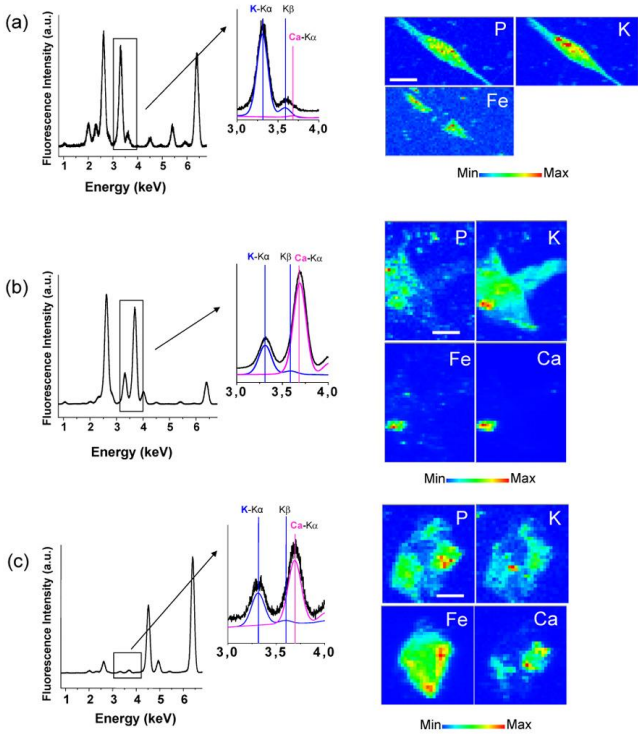 (a)
Fluorescence Intensity (a.u.)
1 2 3 4 5 6
Energy (keV)
K-Kα Kβ
Ca-Kα
3,0 3,5 4,0
P K
Fe
Min Max
(b)
Fluorescence Intensity (a.u.)
1 2 3 4 5 6
Energy (keV)
K-Kα Kβ Ca-Kα
3,0 3,5 4,0
P K
Fe Ca
Min Max
(c)
Fluorescence Intensity (a.u.)
1 2 3 4 5 6
Energy (keV)
K-Kα Kβ Ca-Kα
3,0 3,5 4,0
P K
Fe Ca
Min Max